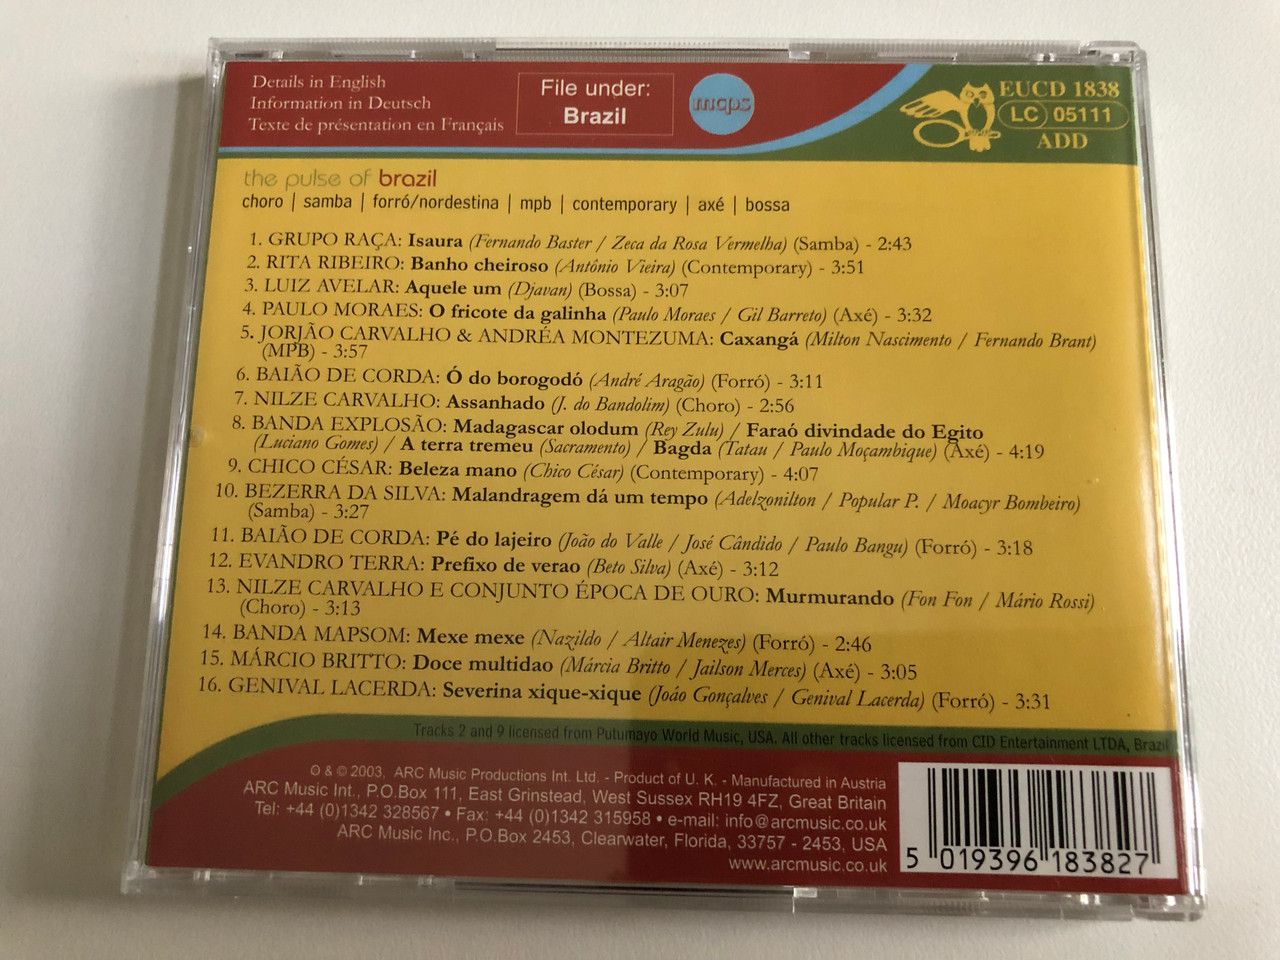 Details in English
Information in Deutsch
Texte de présentation en Français
File under:
Brazil
mcps
EUCD 1838
LC 05111
ADD
the pulse of brazil
choro | samba | forró/nordestina | mpb | contemporary | axé | bossa
1. GRUPO RAÇA: Isaura (Fernando Baster / Zeca da Rosa Vermelha) (Samba) - 2:43
2. RITA RIBEIRO: Banho cheiroso (Antônio Vieira) (Contemporary) - 3:51
3. LUIZ AVELAR: Aquele um (Djavan) (Bossa) - 3:07
4. PAULO MORAES: O fricote da galinha (Paulo Moraes / Gil Barreto) (Axé) - 3:32
5. JORJÃO CARVALHO & ANDRÉA MONTEZUMA: Caxangá (Milton Nascimento / Fernando Brant)
(MPB) - 3:57
6. BAIÃO DE CORDA: Ó do borogodó (André Aragão) (Forró) - 3:11
7. NILZE CARVALHO: Assanhado (J. do Bandolim) (Choro) - 2:56
8. BANDA EXPLOSÃO: Madagascar olodum (Rey Zulu) / Faraó divindade do Egito
(Luciano Gomes) / A terra tremeu (Sacramento) / Bagda (Tatau / Paulo Moçambique) (Axé) - 4:19
9. CHICO CÉSAR: Beleza mano (Chico César) (Contemporary) - 4:07
10. BEZERRA DA SILVA: Malandragem dá um tempo (Adelzonilton / Popular P. / Moacyr Bombeiro)
(Samba) - 3:27
11. BAIÃO DE CORDA: Pé do lajeiro (João do Valle / José Cândido / Paulo Bangu) (Forró) - 3:18
12. EVANDRO TERRA: Prefixo de verao (Beto Silva) (Axé) - 3:12
13. NILZE CARVALHO E CONJUNTO ÉPOCA DE OURO: Murmurando (Fon Fon / Mário Rossi)
(Choro) - 3:13
14. BANDA MAPSOM: Mexe mexe (Nazildo / Altair Menezes) (Forró) - 2:46
15. MÁRCIO BRITTO: Doce multidao (Márcia Britto / Jailson Merces) (Axé) - 3:05
16. GENIVAL LACERDA: Severina xique-xique (Joáo Gonçalves / Genival Lacerda) (Forró) - 3:31
Tracks 2 and 9 licensed from Putumayo World Music, USA. All other tracks licensed from CID Entertainment LTDA, Brazil
℗ & © 2003, ARC Music Productions Int. Ltd. - Product of U. K. - Manufactured in Austria
ARC Music Int., P.O.Box 111, East Grinstead, West Sussex RH19 4FZ, Great Britain
Tel: +44 (0)1342 328567 • Fax: +44 (0)1342 315958 • e-mail: info@arcmusic.co.uk
ARC Music Inc., P.O.Box 2453, Clearwater, Florida, 33757 - 2453, USA
www.arcmusic.co.uk
5 019396 183827